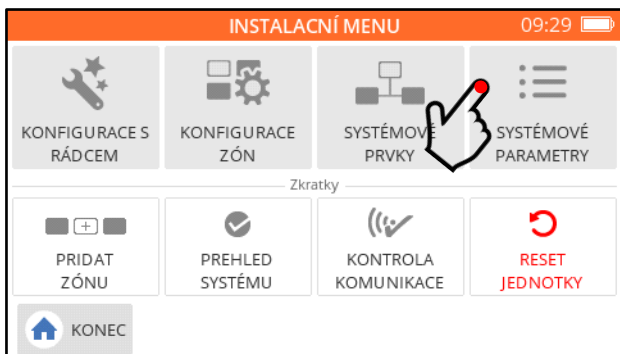 INSTALACNÍ MENU
09:29
KONFIGURACE S
RÁDCEM
KONFIGURACE
ZÓN
SYSTÉMOVÉ
PRVKY
SYSTÉMOVÉ
PARAMETRY
Zkratky
PRIDAT
ZÓNU
PREHLED
SYSTÉMU
KONTROLA
KOMUNIKACE
RESET
JEDNOTKY
KONEC